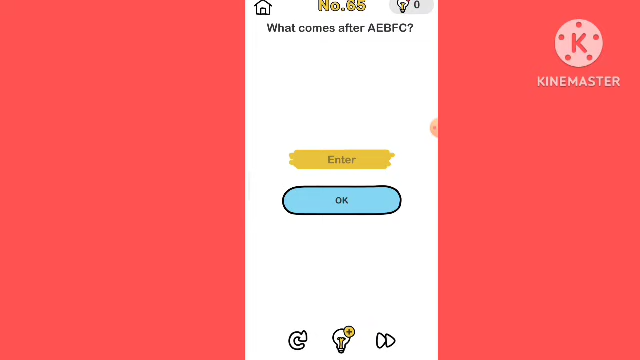 No.65
0
What comes after AEBFC?
Enter
OK
K
KINEMASTER